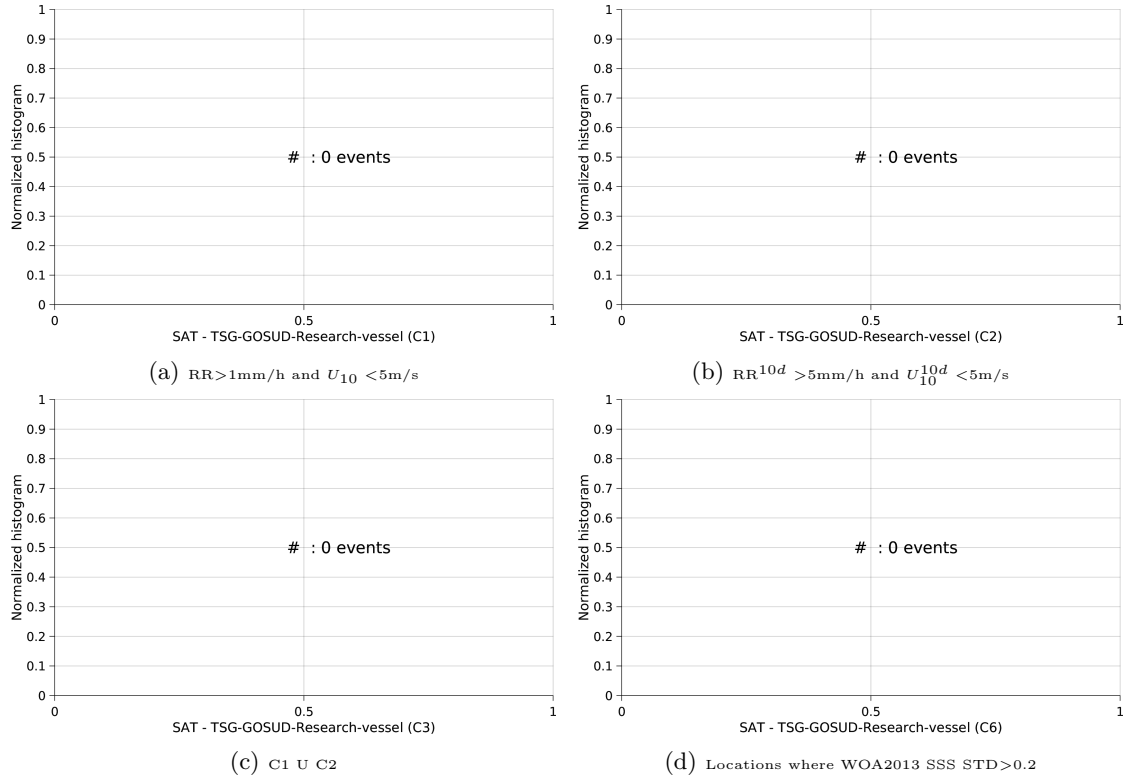 1
0.9
0.8
0.7
0.6
0.5
0.4
0.3
0.2
0.1
0
Normalized histogram
# : 0 events
0 0.5 1
SAT - TSG-GOSUD-Research-vessel (C1)
(a) RR>1mm/h and U10 <5m/s
1
0.9
0.8
0.7
0.6
0.5
0.4
0.3
0.2
0.1
0
Normalized histogram
# : 0 events
0 0.5 1
SAT - TSG-GOSUD-Research-vessel (C2)
(b) RR10d >5mm/h and U10d10 <5m/s
1
0.9
0.8
0.7
0.6
0.5
0.4
0.3
0.2
0.1
0
Normalized histogram
# : 0 events
0 0.5 1
SAT - TSG-GOSUD-Research-vessel (C3)
(c) C1 U C2
1
0.9
0.8
0.7
0.6
0.5
0.4
0.3
0.2
0.1
0
Normalized histogram
# : 0 events
0 0.5 1
SAT - TSG-GOSUD-Research-vessel (C6)
(d) Locations where WOA2013 SSS STD>0.2